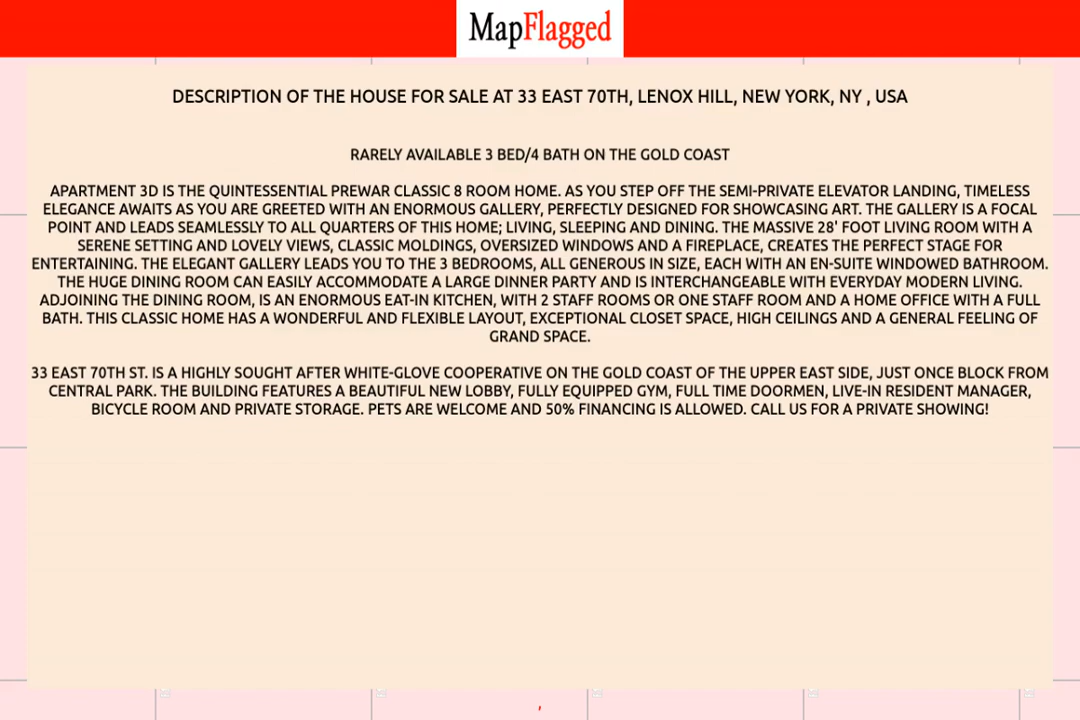 MapFlagged
DESCRIPTION OF THE HOUSE FOR SALE AT 33 EAST 70TH, LENOX HILL, NEW YORK, NY , USA
RARELY AVAILABLE 3 BED/4 BATH ON THE GOLD COAST
APARTMENT 3D IS THE QUINTESSENTIAL PREWAR CLASSIC 8 ROOM HOME. AS YOU STEP OFF THE SEMI-PRIVATE ELEVATOR LANDING, TIMELESS
ELEGANCE AWAITS AS YOU ARE GREETED WITH AN ENORMOUS GALLERY, PERFECTLY DESIGNED FOR SHOWCASING ART. THE GALLERY IS A FOCAL
POINT AND LEADS SEAMLESSLY TO ALL QUARTERS OF THIS HOME; LIVING, SLEEPING AND DINING. THE MASSIVE 28' FOOT LIVING ROOM WITH A
SERENE SETTING AND LOVELY VIEWS, CLASSIC MOLDINGS, OVERSIZED WINDOWS AND A FIREPLACE, CREATES THE PERFECT STAGE FOR
ENTERTAINING. THE ELEGANT GALLERY LEADS YOU TO THE 3 BEDROOMS, ALL GENEROUS IN SIZE, EACH WITH AN EN-SUITE WINDOWED BATHROOM.
THE HUGE DINING ROOM CAN EASILY ACCOMMODATE A LARGE DINNER PARTY AND IS INTERCHANGEABLE WITH EVERYDAY MODERN LIVING.
ADJOINING THE DINING ROOM, IS AN ENORMOUS EAT-IN KITCHEN, WITH 2 STAFF ROOMS OR ONE STAFF ROOM AND A HOME OFFICE WITH A FULL
BATH. THIS CLASSIC HOME HAS A WONDERFUL AND FLEXIBLE LAYOUT, EXCEPTIONAL CLOSET SPACE, HIGH CEILINGS AND A GENERAL FEELING OF
GRAND SPACE.
33 EAST 70TH ST. IS A HIGHLY SOUGHT AFTER WHITE-GLOVE COOPERATIVE ON THE GOLD COAST OF THE UPPER EAST SIDE, JUST ONCE BLOCK FROM
CENTRAL PARK. THE BUILDING FEATURES A BEAUTIFUL NEW LOBBY, FULLY EQUIPPED GYM, FULL TIME DOORMEN, LIVE-IN RESIDENT MANAGER,
BICYCLE ROOM AND PRIVATE STORAGE. PETS ARE WELCOME AND 50% FINANCING IS ALLOWED. CALL US FOR A PRIVATE SHOWING!
,